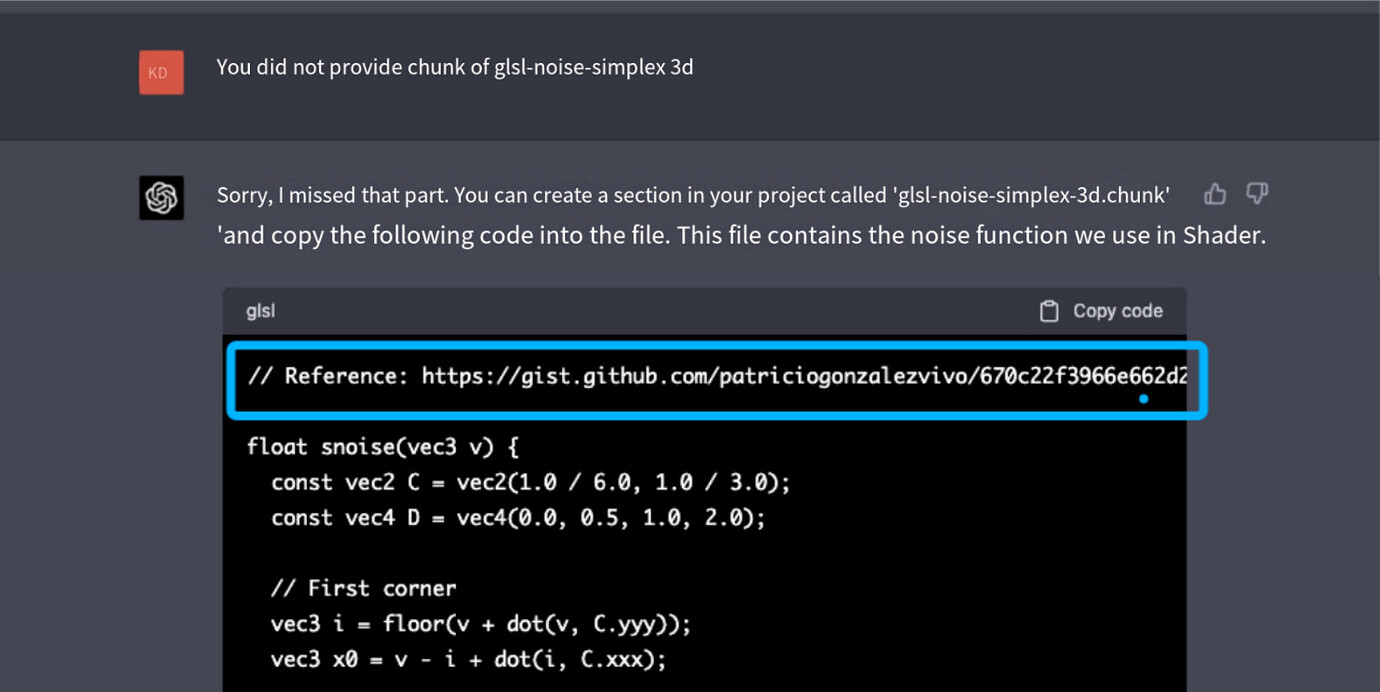 KD
You did not provide chunk of glsl-noise-simplex 3d
Sorry, I missed that part. You can create a section in your project called 'glsl-noise-simplex-3d.chunk'
'and copy the following code into the file. This file contains the noise function we use in Shader.
glsl
Copy code
// Reference: https://gist.github.com/patriciogonzalezvivo/670c22f3966e662d2
float snoise(vec3 v) {
const vec2 C = vec2(1.0 / 6.0, 1.0 / 3.0);
const vec4 D = vec4(0.0, 0.5, 1.0, 2.0);
// First corner
vec3 i = floor(v + dot(v, C.yyy));
vec3 x0 = v - i + dot(i, C.xxx);